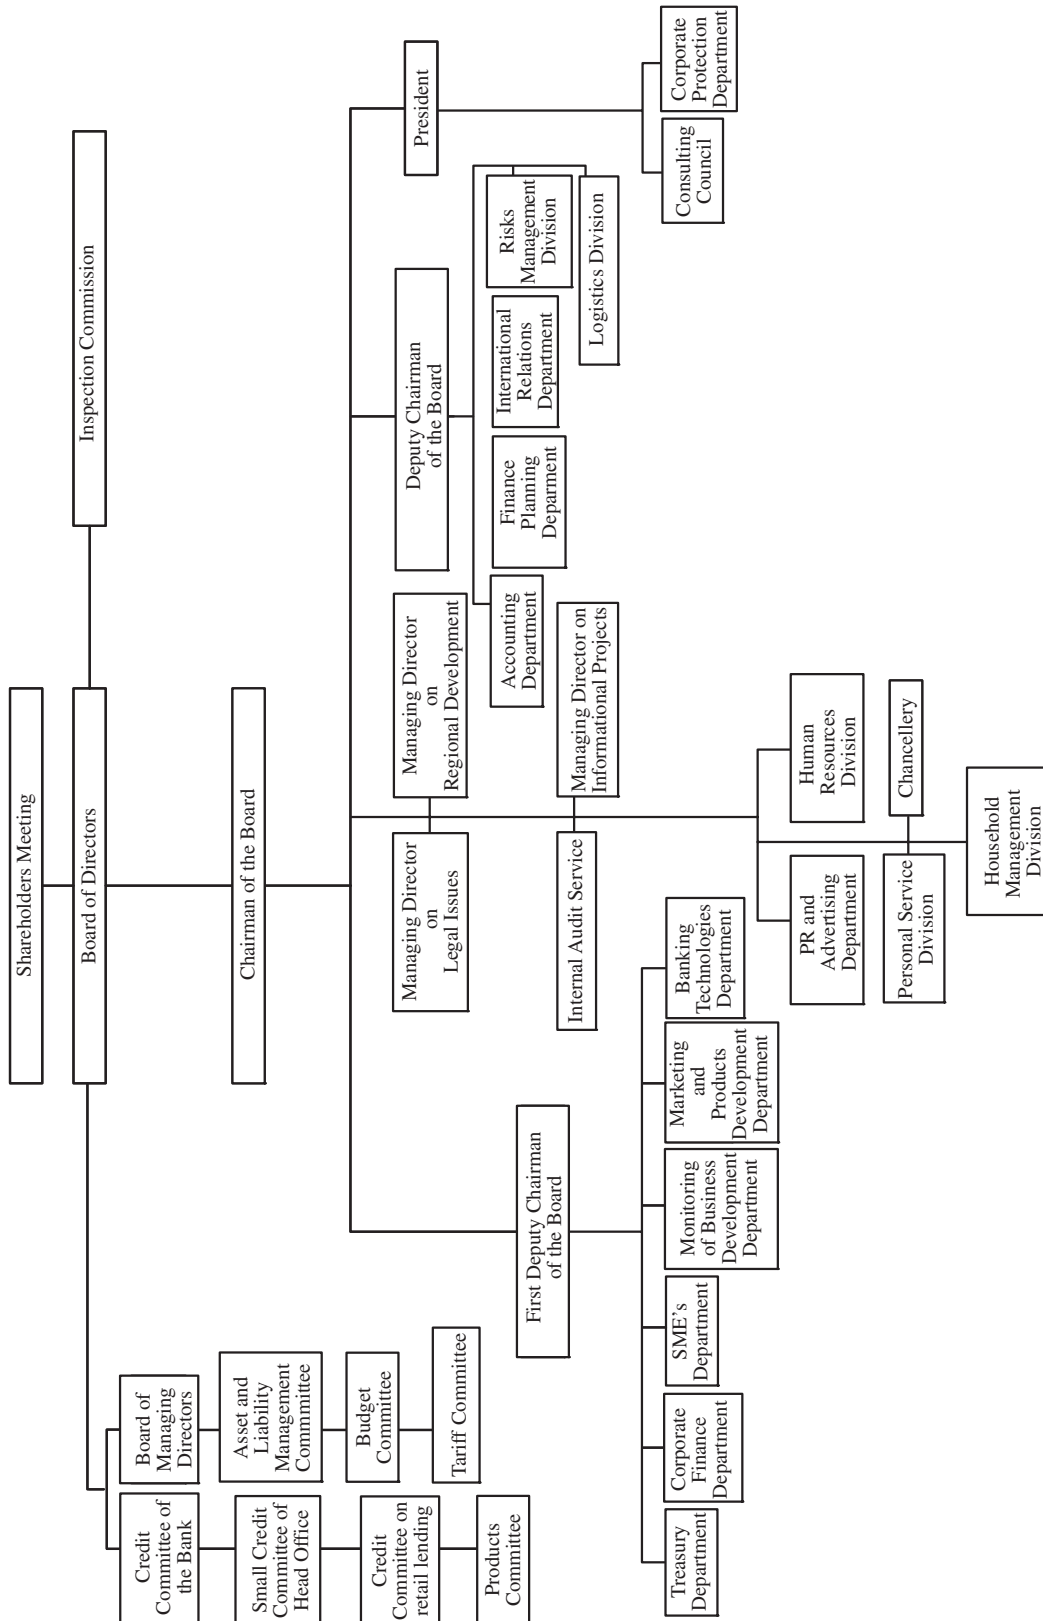 Shareholders Meeting
Board of Directors
Inspection Commission
Chairman of the Board
Credit
Committee of
the Bank
Board of
Managing
Directors
Small Credit
Committee of
Head Office
Asset and
Liability
Management
Commmittee
Credit
Committee on
retail lending
Budget
Committee
Products
Committee
Tariff Committee
First Deputy Chairman
of the Board
Managing Director
on
Legal Issues
Managing Director
on
Regional Development
Deputy Chairman
of the Board
President
Internal Audit Service
Managing Director on
Informational Projects
Accounting
Department
Finance
Planning
Deparment
International
Relations
Department
Risks
Management
Division
Logistics Division
Treasury
Department
Corporate
Finance
Department
SME's
Department
Monitoring
of Business
Development
Department
Marketing
and
Products
Development
Department
Banking
Technologies
Department
Consulting
Council
Corporate
Protection
Department
PR and
Advertising
Department
Human
Resources
Division
Personal Service
Division
Chancellery
Household
Management
Division